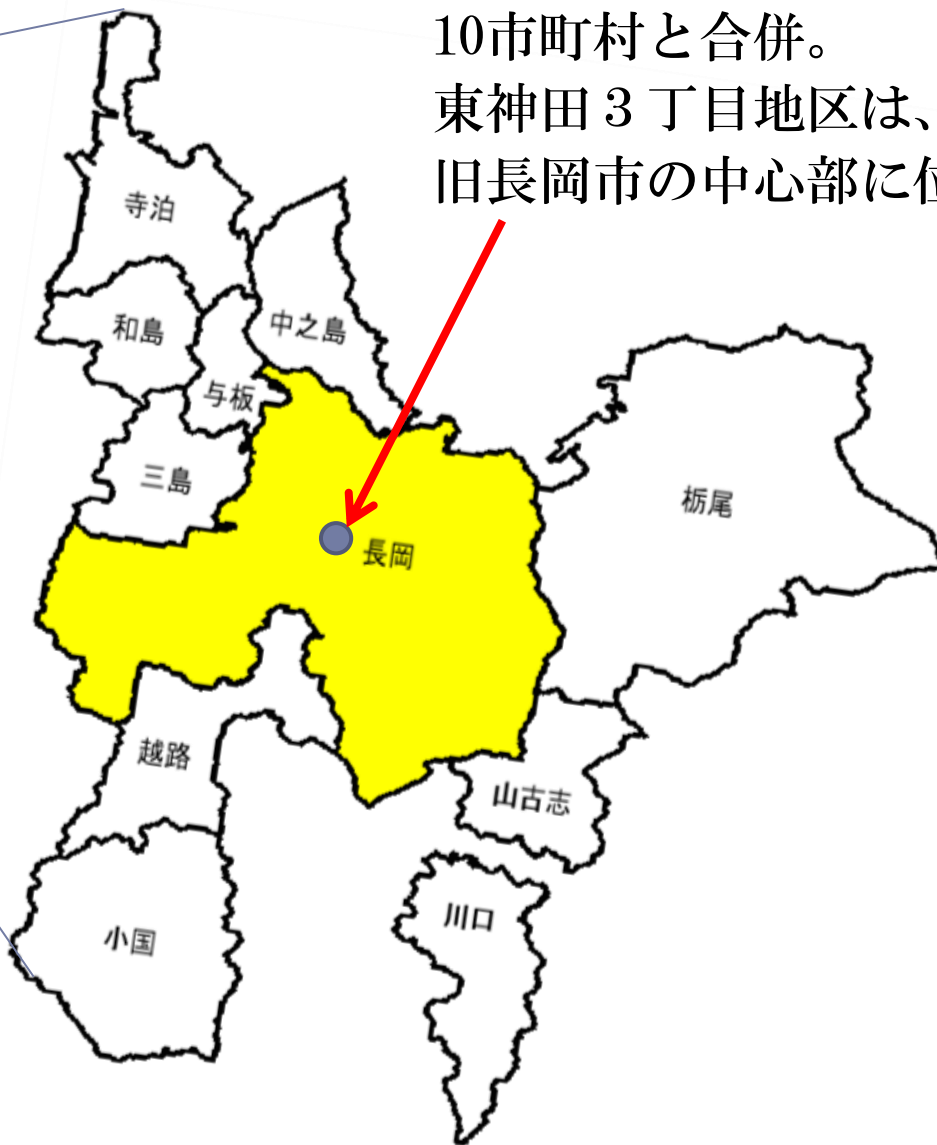 10市町村と合併。
東神田３丁目地区は、
旧長岡市の中心部に位
寺泊
中之島
和島
与板
三島
栃尾
長岡
越路
山古志
川口
小国